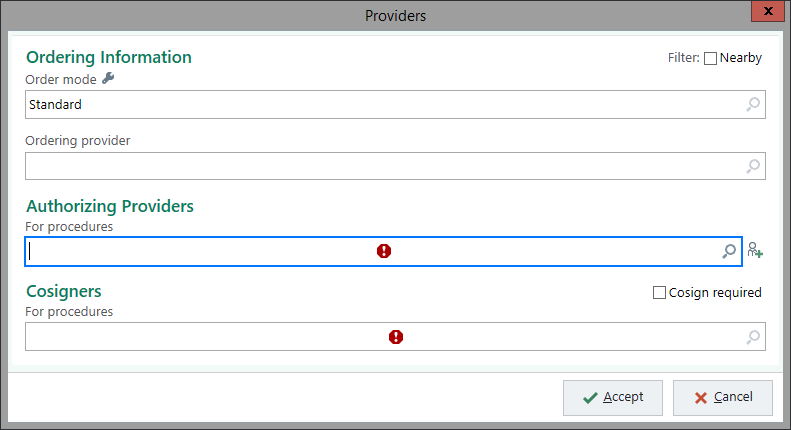 Providers
x
Ordering Information
Filter: Nearby
Order mode
Standard
Ordering provider
Authorizing Providers
For procedures
Cosigners
Cosign required
For procedures
Accept
Cancel